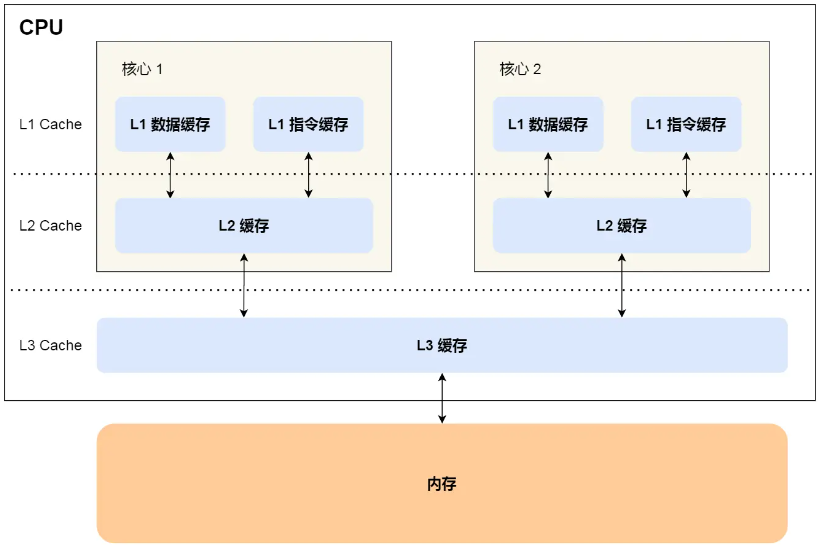 CPU
核心 1
核心 2
L1 Cache
L1 数据缓存
L1 指令缓存
L1 数据缓存
L1 指令缓存
L2 Cache
L2 缓存
L2 缓存
L3 Cache
L3 缓存
内存